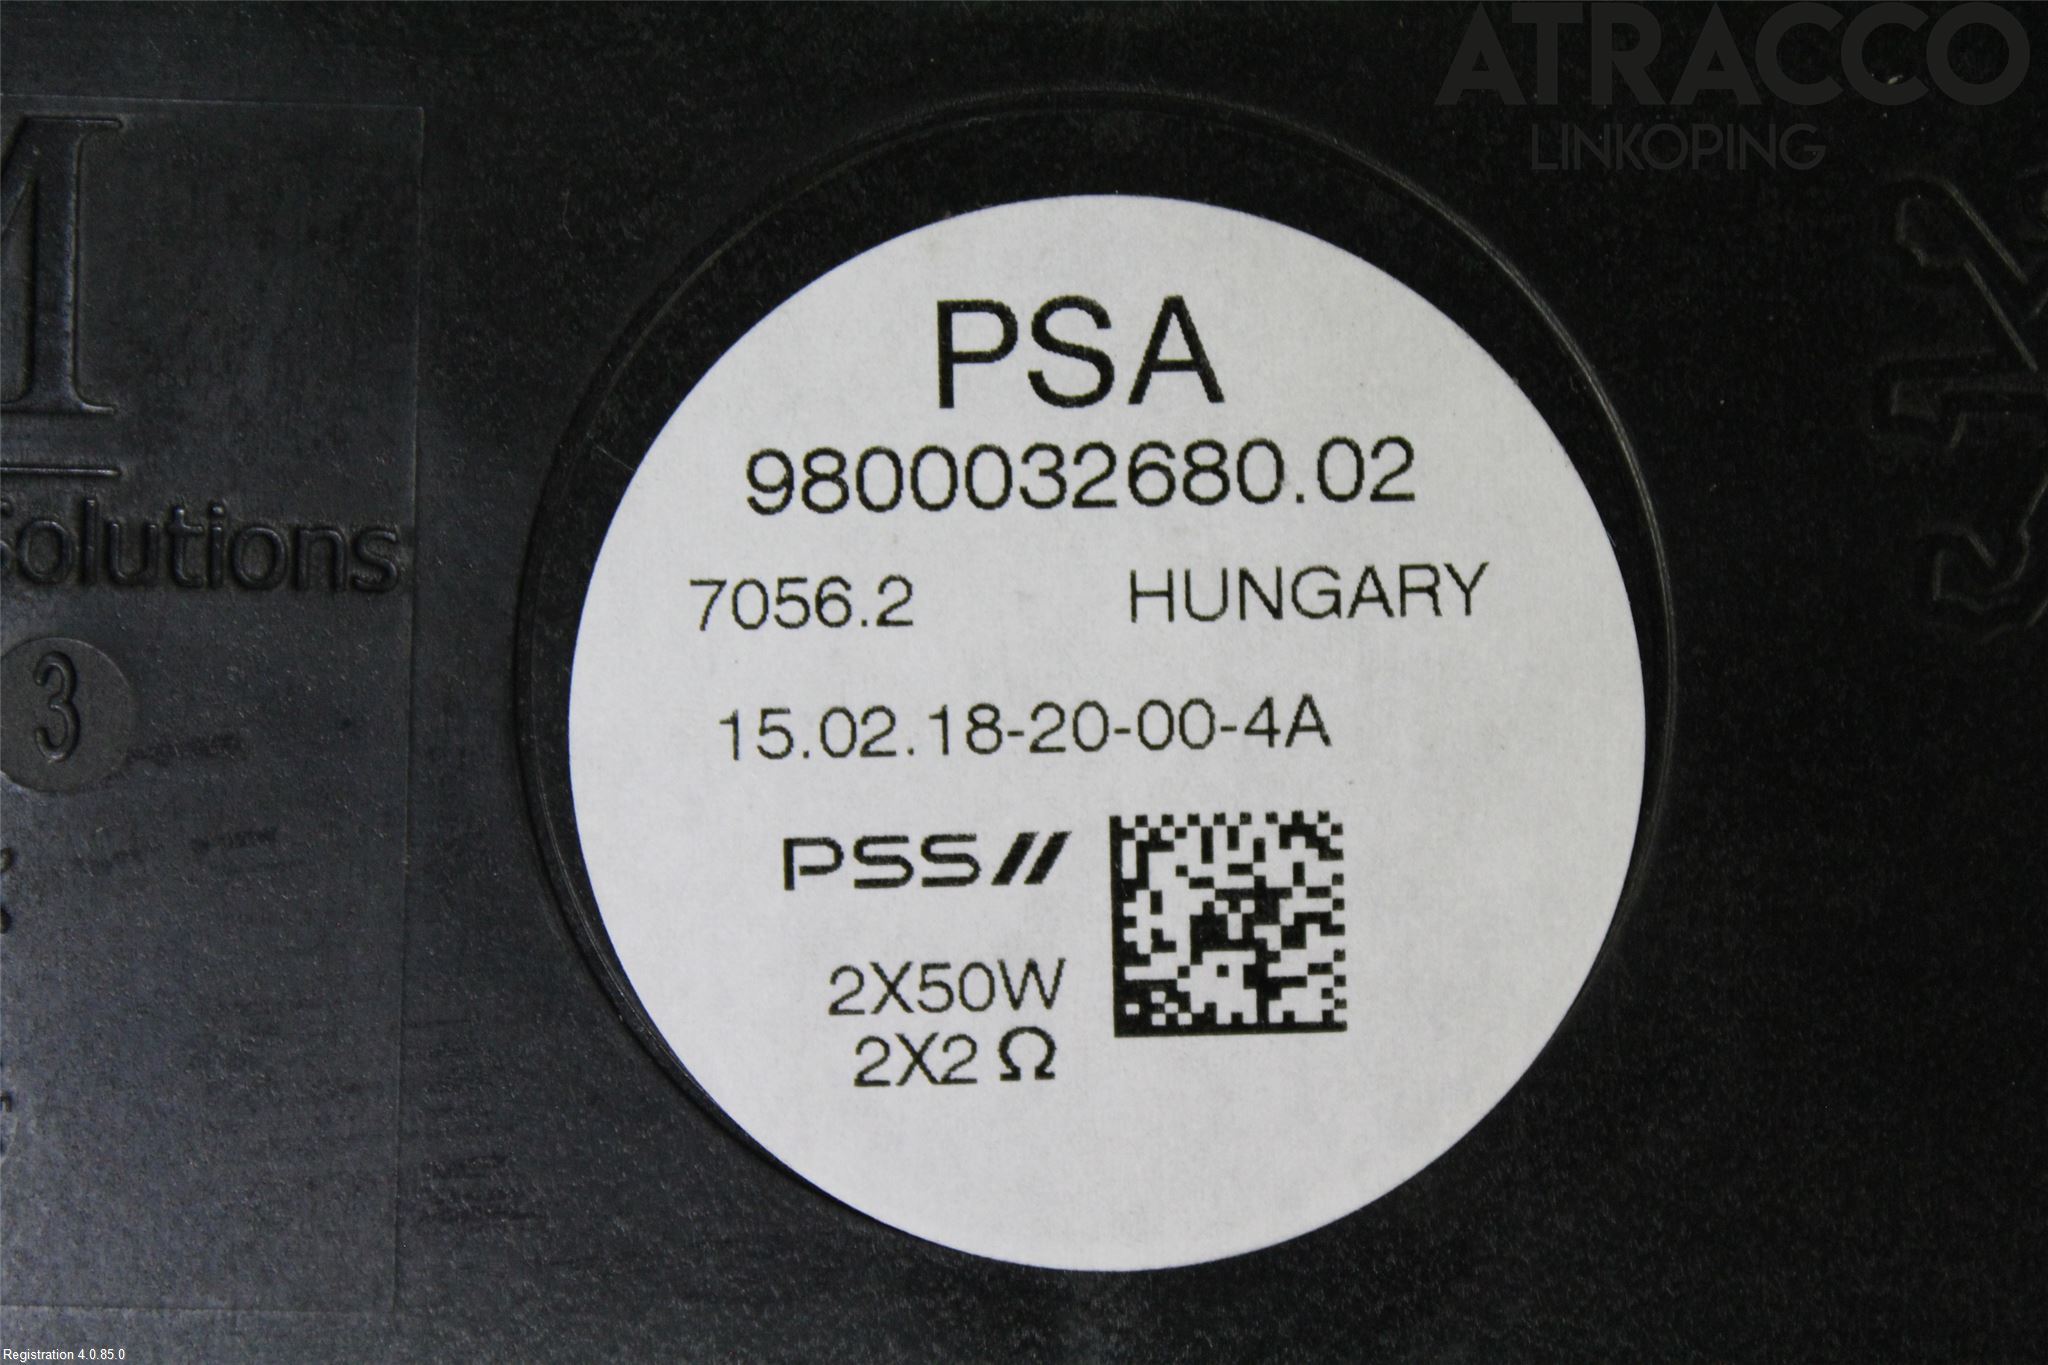 ATRACCO
LINKOPING
M
Solutions
3
PSA
9800032680.02
7056.2 HUNGARY
15.02.18-20-00-4A
PSS//
2X50W
2X2 Ω
Registration 4.0.85.0